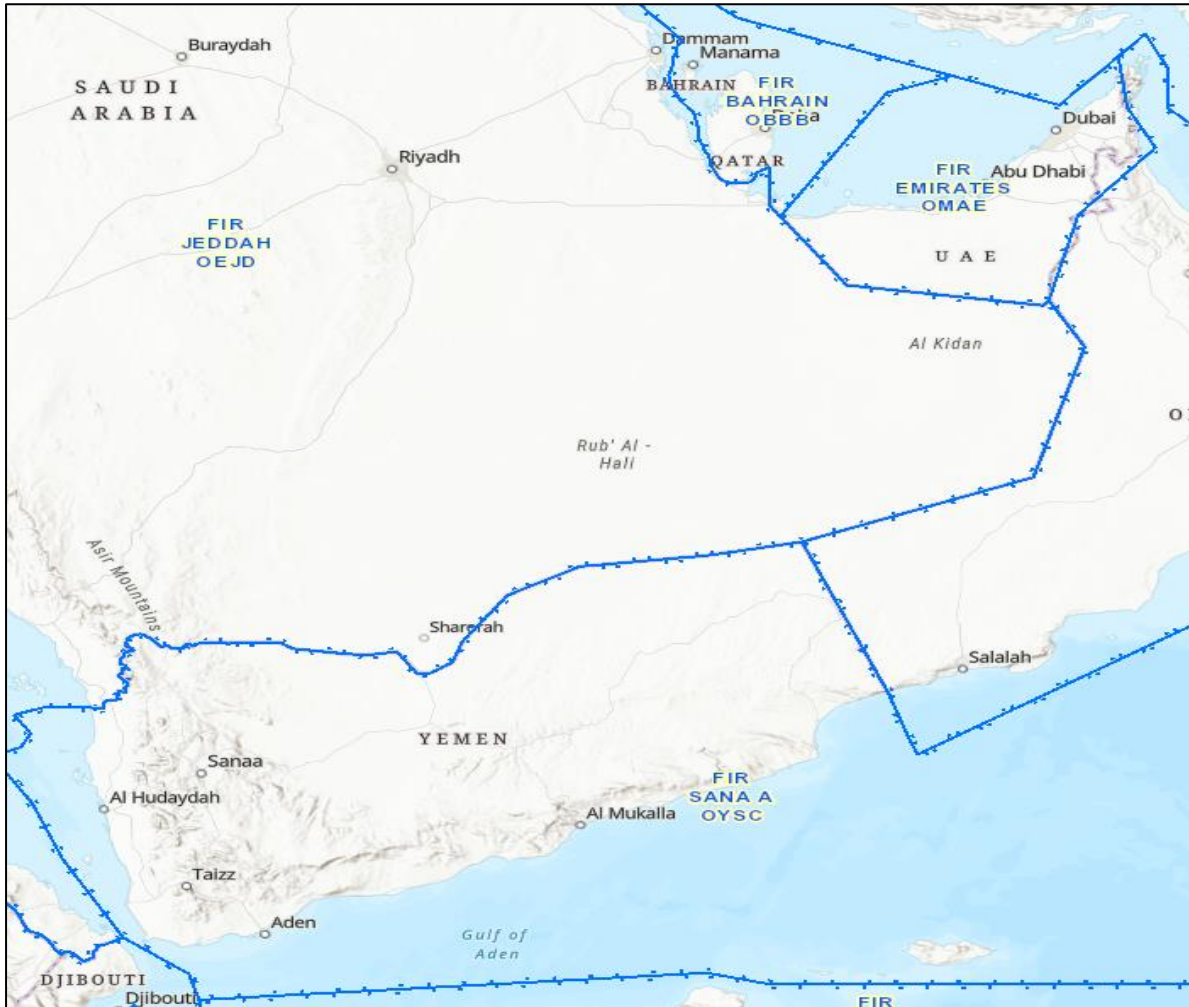 Buraydah
SAUDI
ARABIA
Dammam
Manama
BAHRAIN
FIR
BAHRAIN
OBBB
QATAR
Dubai
Riyadh
Abu Dhabi
FIR
EMIRATES
OMAE
FIR
JEDDAH
OEJD
UAE
Al Kidan
Rub' Al -
Hali
Asir Mountains
Sharorah
Salalah
YEMEN
Sanaa
FIR
SANA A
OYSC
Al Hudaydah
Al Mukalla
Taizz
Aden
Gulf of
Aden
DJIBOUTI
Djibouti
FIR